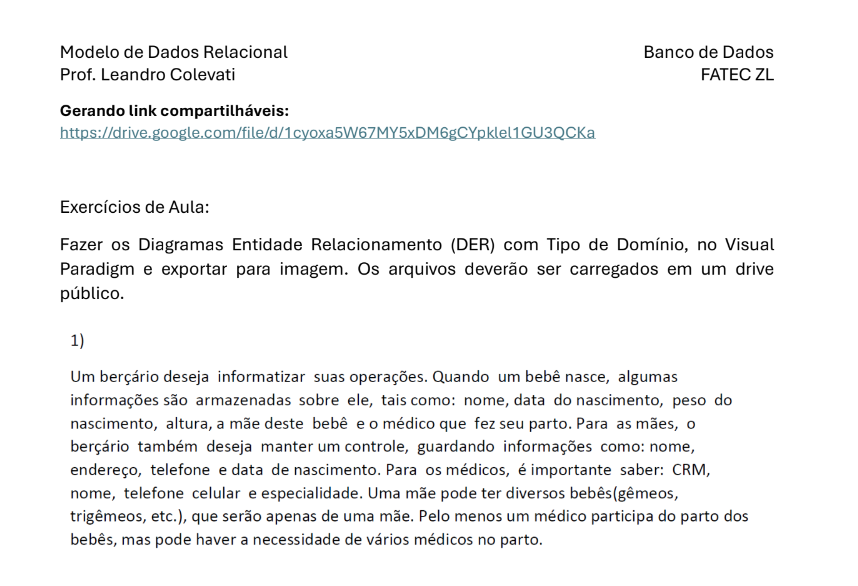 Modelo de Dados Relacional
Banco de Dados
Prof. Leandro Colevati
FATEC ZL
Gerando link compartilháveis:
https://drive.google.com/file/d/1cyoxa5W67MY5xDM6gCYpklel1GU3QCKa
Exercícios de Aula:
Fazer os Diagramas Entidade Relacionamento (DER) com Tipo de Domínio, no Visual
Paradigm e exportar para imagem. Os arquivos deverão ser carregados em um drive
público.
1)
Um berçário deseja informatizar suas operações. Quando um bebê nasce, algumas
informações são armazenadas sobre ele, tais como: nome, data do nascimento, peso do
nascimento, altura, a mãe deste bebê e o médico que fez seu parto. Para as mães, o
berçário também deseja manter um controle, guardando informações como: nome,
endereço, telefone e data de nascimento. Para os médicos, é importante saber: CRM,
nome, telefone celular e especialidade. Uma mãe pode ter diversos bebês(gêmeos,
trigêmeos, etc.), que serão apenas de uma mãe. Pelo menos um médico participa do parto dos
bebês, mas pode haver a necessidade de vários médicos no parto.